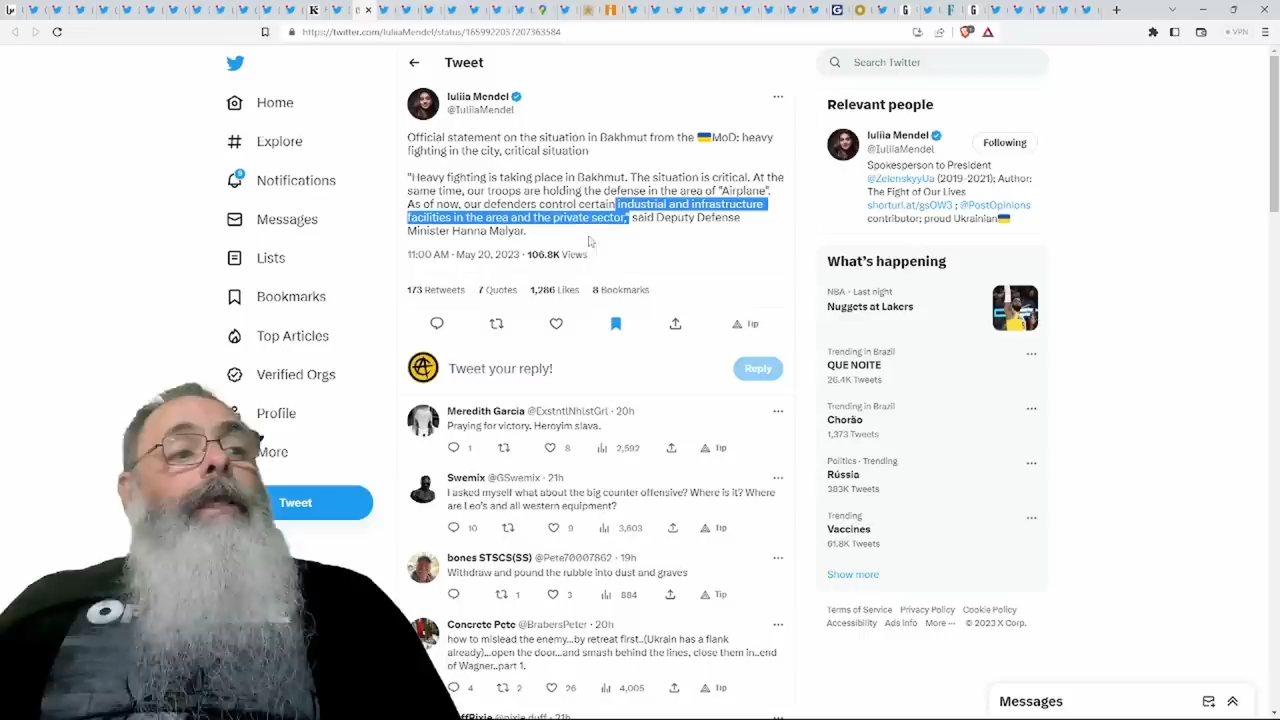 https://twitter.com/IuliiaMendel/status/1659922037207363584
VPN
Home
Explore
9
Notifications
Messages
Lists
Bookmarks
Top Articles
Verified Orgs
Profile
More
Tweet
Tweet
Iuliia Mendel
@IuliiaMendel
Official statement on the situation in Bakhmut from the 🇺🇦MoD: heavy
fighting in the city, critical situation
"Heavy fighting is taking place in Bakhmut. The situation is critical. At the
same time, our troops are holding the defense in the area of "Airplane".
As of now, our defenders control certain industrial and infrastructure
facilities in the area and the private sector," said Deputy Defense
Minister Hanna Malyar.
11:00 AM · May 20, 2023 · 106.8K Views
173 Retweets 7 Quotes 1,286 Likes 8 Bookmarks
Tip
Tweet your reply!
Reply
Meredith Garcia @ExstntlNhlstGrl · 20h
Praying for victory. Heroyim slava.
1 8 2,592 Tip
Swemix @GSwemix · 21h
I asked myself what about the big counter offensive? Where is it? Where
are Leo's and all western equipment?
10 9 3,603 Tip
bones STSCS(SS) @Pete70007862 · 19h
Withdraw and pound the rubble into dust and graves
1 3 884 Tip
Concrete Pete @BrabersPeter · 20h
how to mislead the enemy...by retreat first..(Ukrain has a flank
already)...open the door...and smash behind the lines, close them in..end
of Wagner..part 1.
4 2 26 4,005 Tip
Search Twitter
Relevant people
Iuliia Mendel
@IuliiaMendel
Following
Spokesperson to President
@ZelenskyyUa (2019-2021); Author:
The Fight of Our Lives
shorturl.at/gsOW3 ; @PostOpinions
contributor; proud Ukrainian🇺🇦
What's happening
NBA · Last night
Nuggets at Lakers
Trending in Brazil
QUE NOITE
26.4K Tweets
Trending in Brazil
Chorão
1,373 Tweets
Politics · Trending
Rússia
383K Tweets
Trending
Vaccines
61.8K Tweets
Show more
Terms of Service Privacy Policy Cookie Policy
Accessibility Ads info More ··· © 2023 X Corp.
Messages